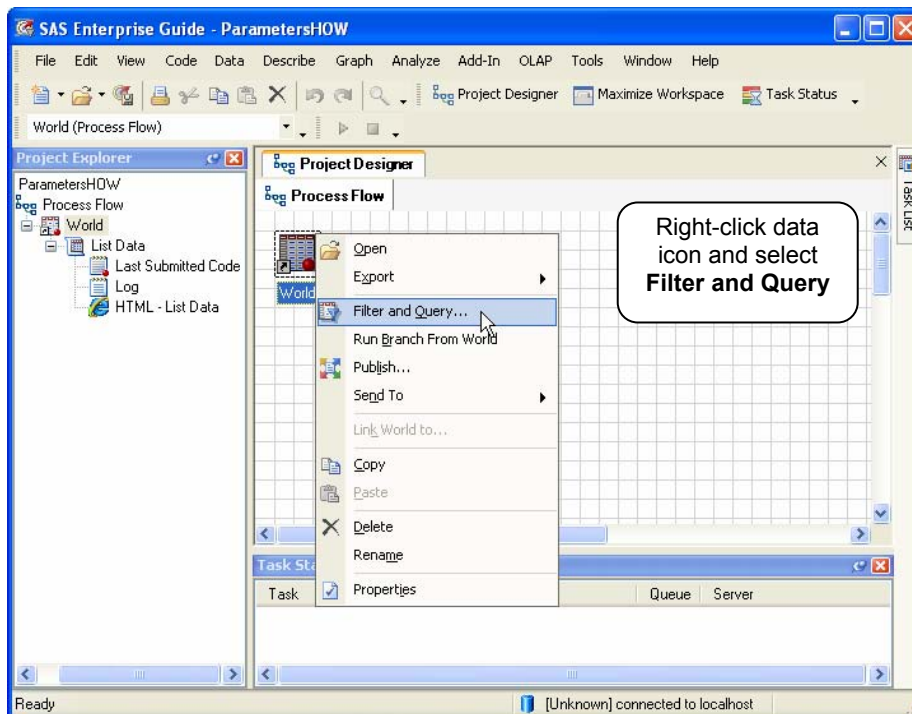 SAS Enterprise Guide - ParametersHOW
File Edit View Code Data Describe Graph Analyze Add-In OLAP Tools Window Help
Project Designer Maximize Workspace Task Status
World (Process Flow)
Project Explorer
ParametersHOW
Process Flow
World
List Data
Last Submitted Code
Log
HTML - List Data
Project Designer
Process Flow
World
Open
Export
Filter and Query...
Run Branch From World
Publish...
Send To
Link World to...
Copy
Paste
Delete
Rename
Properties
Right-click data
icon and select
Filter and Query
Task List
Task Queue Server
Ready
[Unknown] connected to localhost